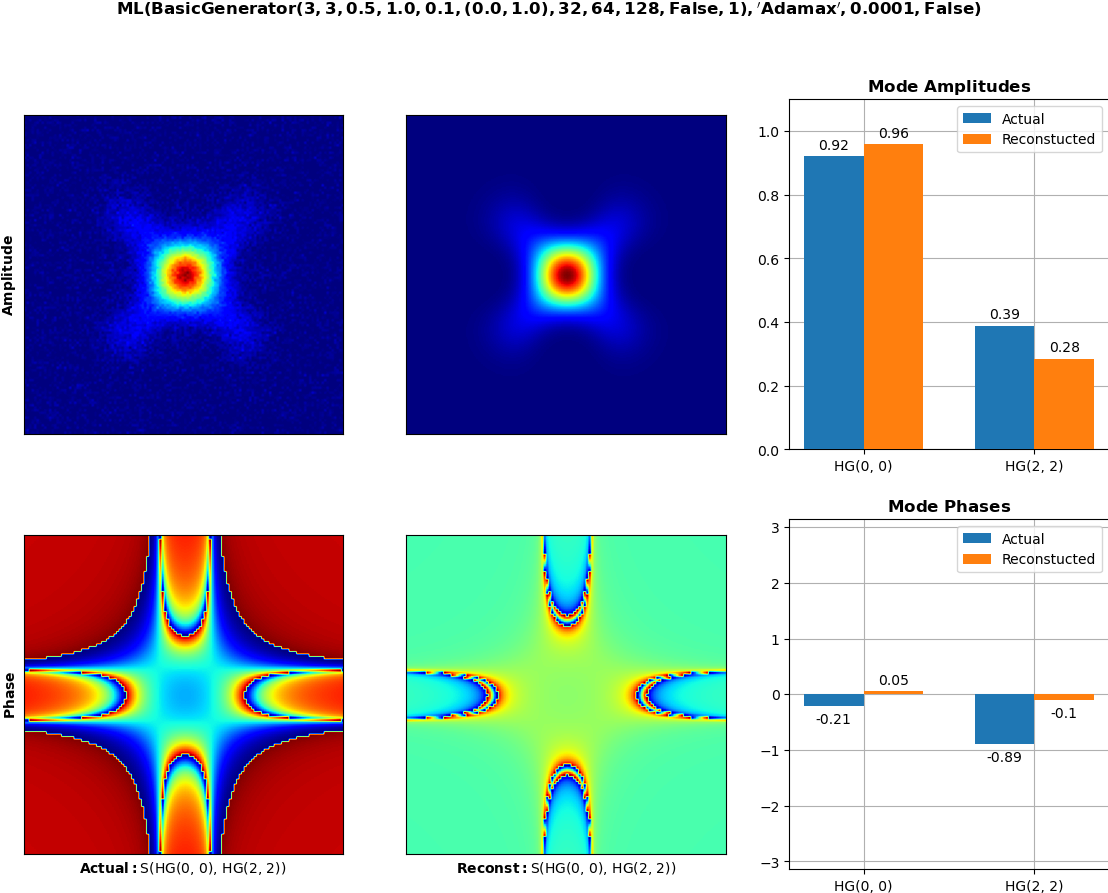 ML(BasicGenerator(3, 3, 0.5, 1.0, 0.1, (0.0, 1.0), 32, 64, 128, False, 1), 'Adamax', 0.0001, False)
Amplitude
Mode Amplitudes
Actual
Reconstucted
1.0
0.8
0.6
0.4
0.2
0.0
0.92
0.96
0.39
0.28
HG(0, 0)
HG(2, 2)
Phase
Actual: S(HG(0, 0), HG(2, 2))
Reconst: S(HG(0, 0), HG(2, 2))
Mode Phases
Actual
Reconstucted
3
2
1
0
−1
−2
−3
-0.21
0.05
-0.89
-0.1
HG(0, 0)
HG(2, 2)